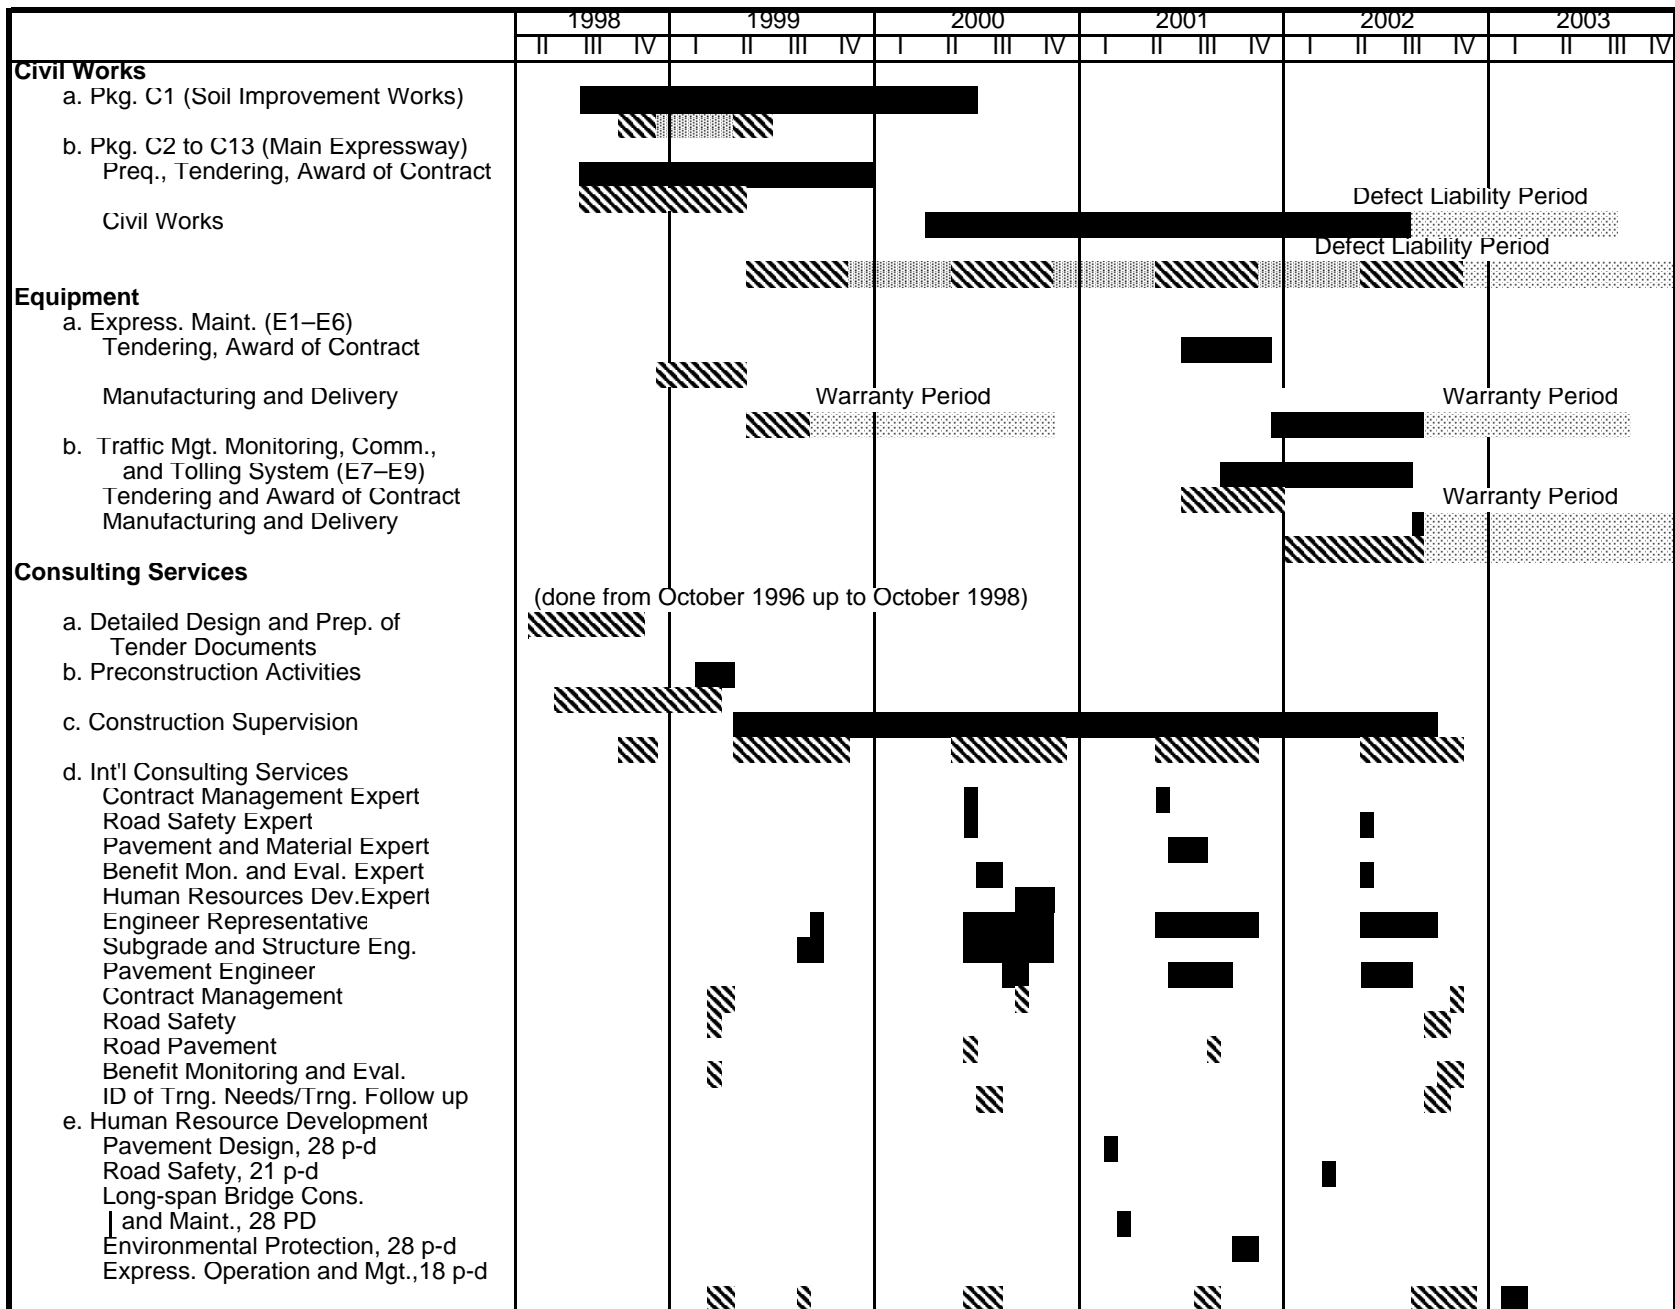 1998 1999 2000 2001 2002 2003
II III IV I II III IV I II III IV I II III IV I II III IV I II III IV
Civil Works
a. Pkg. C1 (Soil Improvement Works)
b. Pkg. C2 to C13 (Main Expressway)
Preq., Tendering, Award of Contract
Defect Liability Period
Civil Works
Defect Liability Period
Equipment
a. Express. Maint. (E1–E6)
Tendering, Award of Contract
Manufacturing and Delivery Warranty Period Warranty Period
b. Traffic Mgt. Monitoring, Comm.,
and Tolling System (E7–E9)
Tendering and Award of Contract Warranty Period
Manufacturing and Delivery
Consulting Services
(done from October 1996 up to October 1998)
a. Detailed Design and Prep. of
Tender Documents
b. Preconstruction Activities
c. Construction Supervision
d. Int'l Consulting Services
Contract Management Expert
Road Safety Expert
Pavement and Material Expert
Benefit Mon. and Eval. Expert
Human Resources Dev.Expert
Engineer Representative
Subgrade and Structure Eng.
Pavement Engineer
Contract Management
Road Safety
Road Pavement
Benefit Monitoring and Eval.
ID of Trng. Needs/Trng. Follow up
e. Human Resource Development
Pavement Design, 28 p-d
Road Safety, 21 p-d
Long-span Bridge Cons.
and Maint., 28 PD
Environmental Protection, 28 p-d
Express. Operation and Mgt.,18 p-d